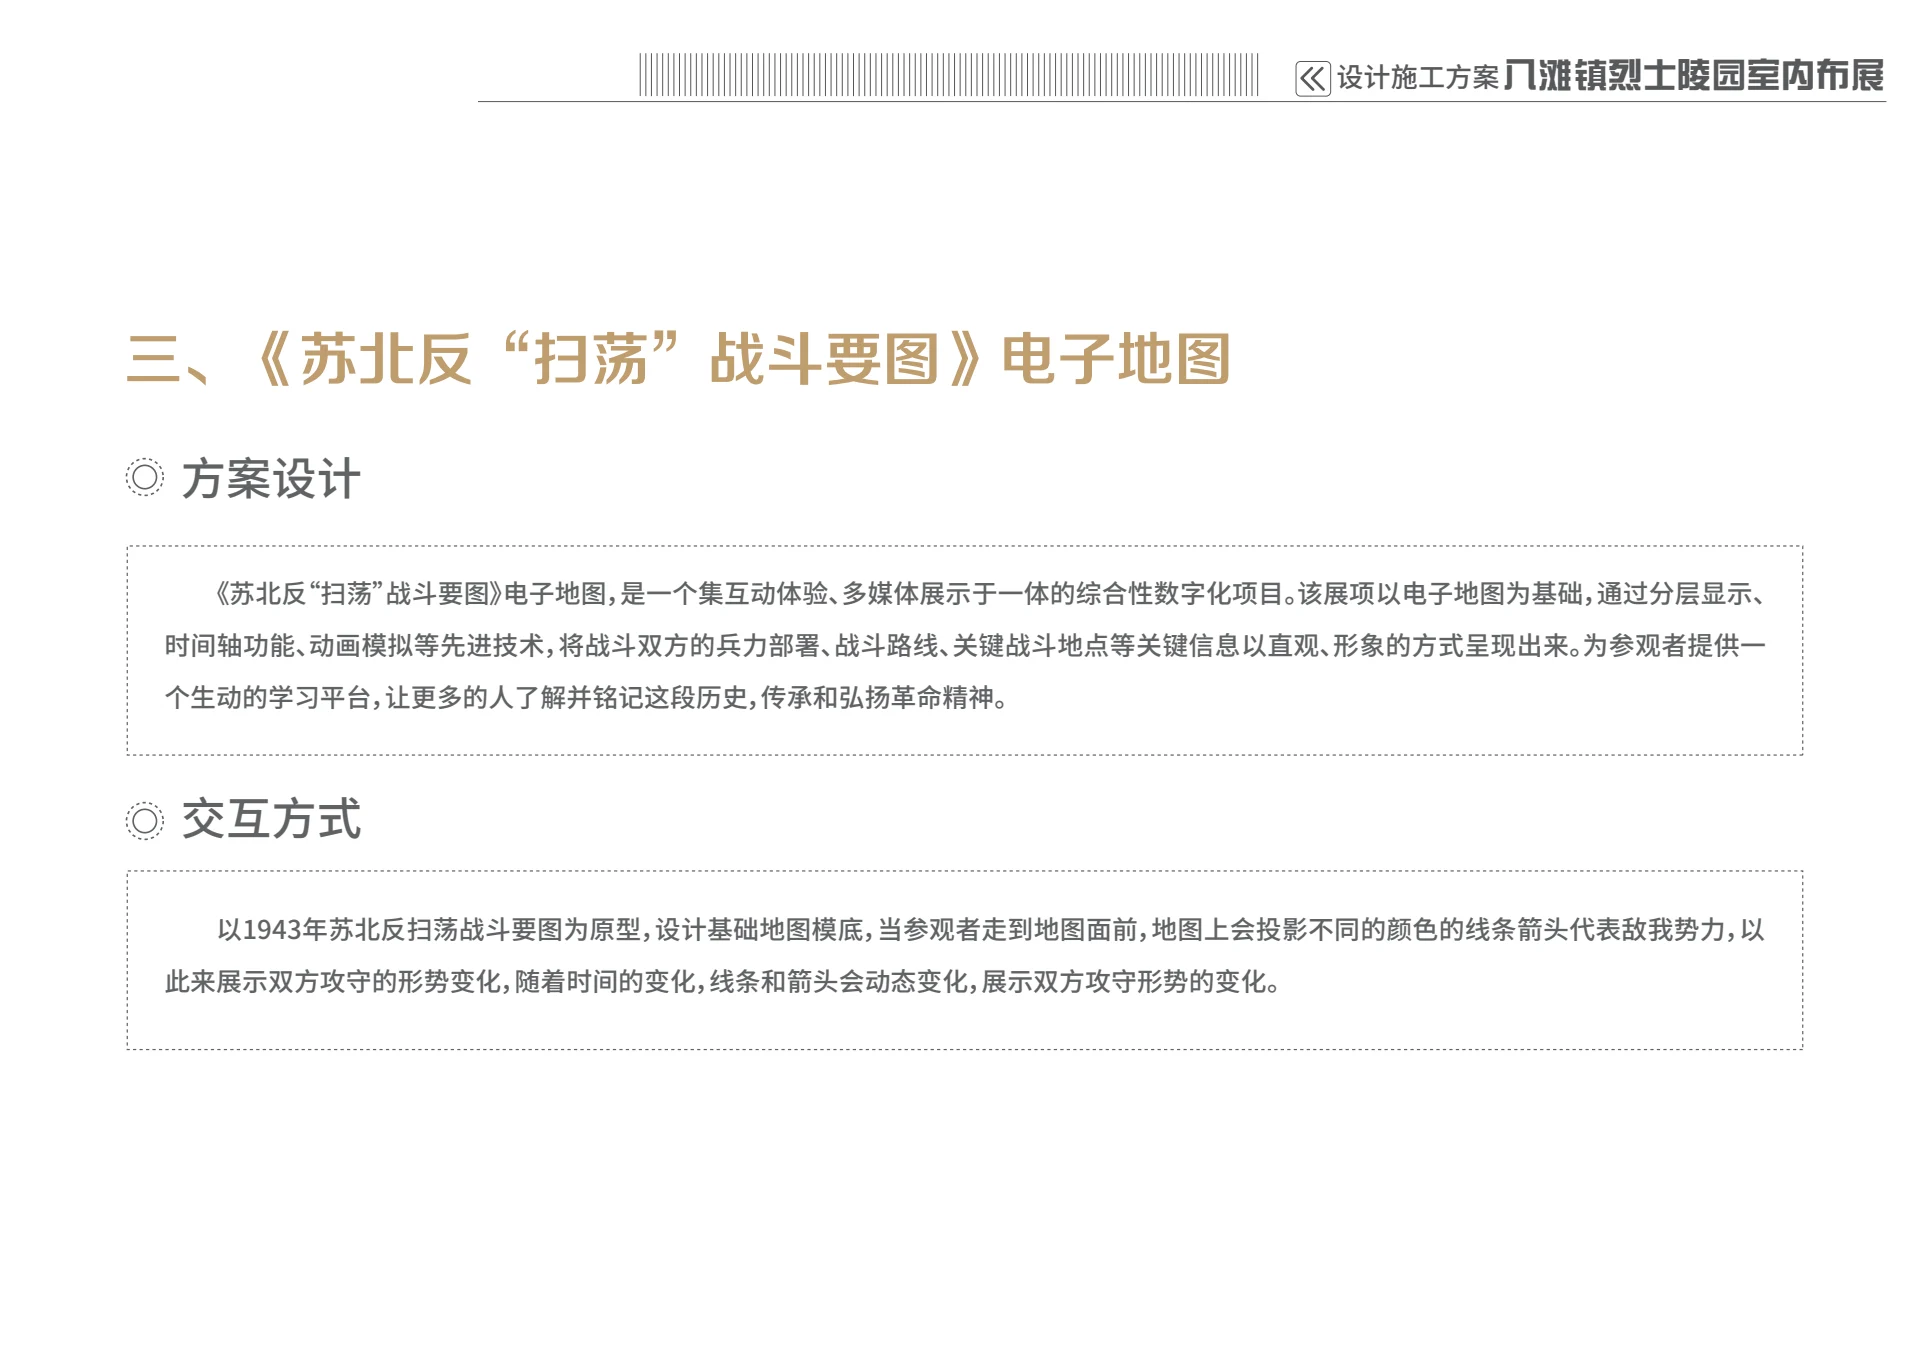 设计施工方案 八滩镇烈士陵园室内布展
三、《苏北反“扫荡”战斗要图》电子地图
方案设计
《苏北反“扫荡”战斗要图》电子地图，是一个集互动体验、多媒体展示于一体的综合性数字化项目。该展项以电子地图为基础，通过分层显示、
时间轴功能、动画模拟等先进技术，将战斗双方的兵力部署、战斗路线、关键战斗地点等关键信息以直观、形象的方式呈现出来。为参观者提供一
个生动的学习平台，让更多的人了解并铭记这段历史，传承和弘扬革命精神。
交互方式
以1943年苏北反扫荡战斗要图为原型，设计基础地图模底，当参观者走到地图面前，地图上会投影不同的颜色的线条箭头代表敌我势力，以
此来展示双方攻守的形势变化，随着时间的变化，线条和箭头会动态变化，展示双方攻守形势的变化。